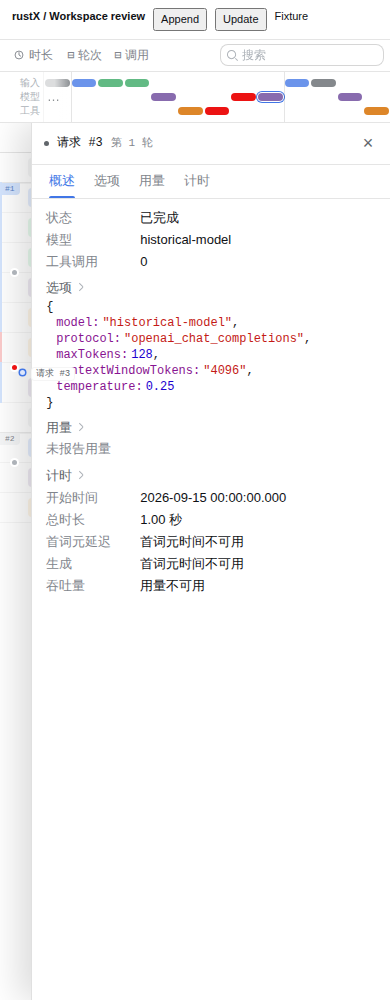 rustX / Workspace review Append Update Fixture
时长 轮次 调用 搜索
输入
模型 ...
工具
请求 #3 第 1 轮 ×
概述 选项 用量 计时
#1
状态 已完成
模型 historical-model
工具调用 0
选项
{
model: "historical-model",
protocol: "openai_chat_completions",
maxTokens: 128,
请求 #3 ntextWindowTokens: "4096",
temperature: 0.25
}
用量
#2
未报告用量
计时
开始时间 2026-09-15 00:00:00.000
总时长 1.00 秒
首词元延迟 首词元时间不可用
生成 首词元时间不可用
吞吐量 用量不可用